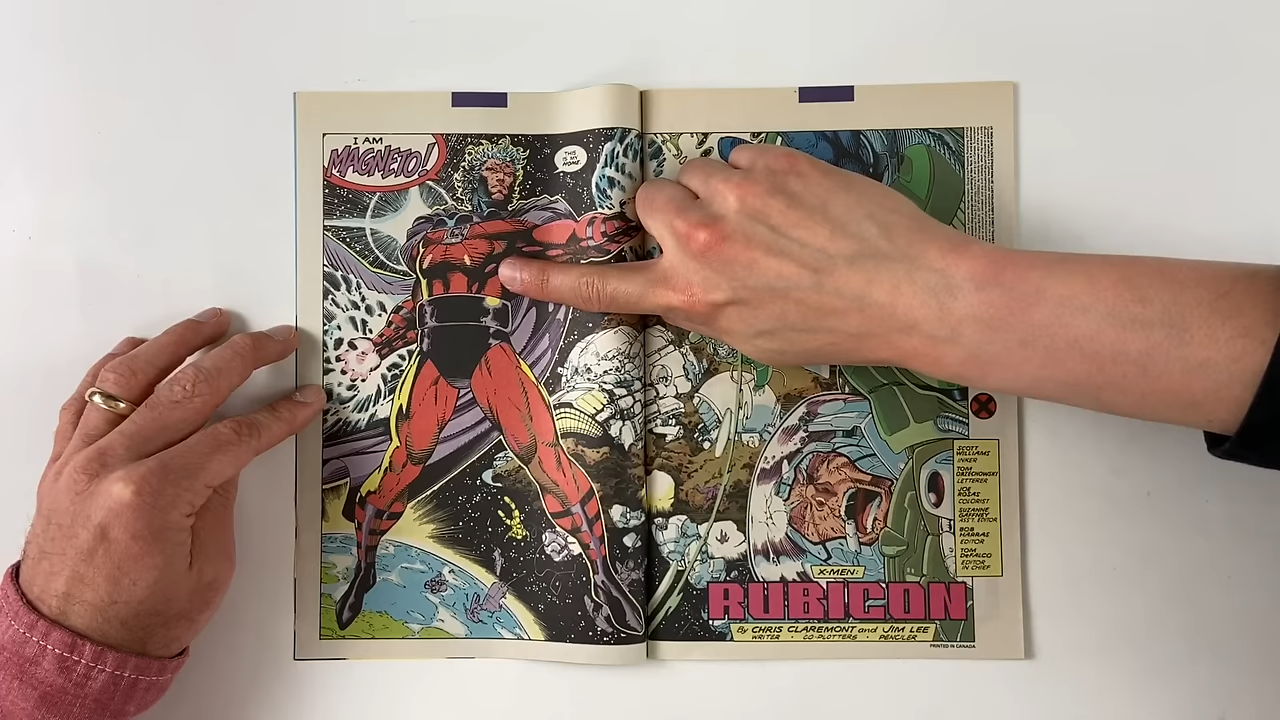 I AM
MAGNETO!
THIS
IS MY
HOME.
SCOTT
WILLIAMS
INKER
TOM
ORZECHOWSKI
LETTERER
JOE
ROSAS
COLORIST
SUZANNE
GAFFNEY
ASS'T. EDITOR
BOB
HARRAS
EDITOR
TOM
DeFALCO
EDITOR
IN CHIEF
X-MEN:
RUBICON
By CHRIS CLAREMONT and JIM LEE
WRITER • CO-PLOTTERS • PENCILER
PRINTED IN CANADA